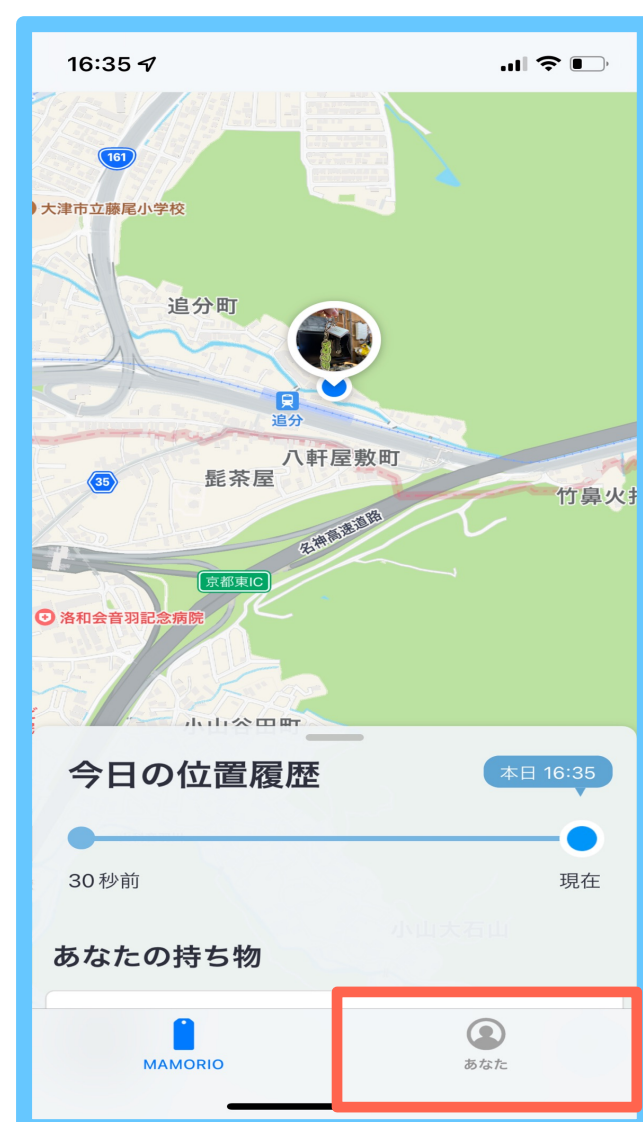 16:35
161
大津市立藤尾小学校
追分町
追分
八軒屋敷町
髭茶屋
35
竹鼻火
名神高速道路
京都東IC
洛和会音羽記念病院
小山谷田町
今日の位置履歴
本日 16:35
30秒前
現在
小山大石山
あなたの持ち物
MAMORIO
あなた